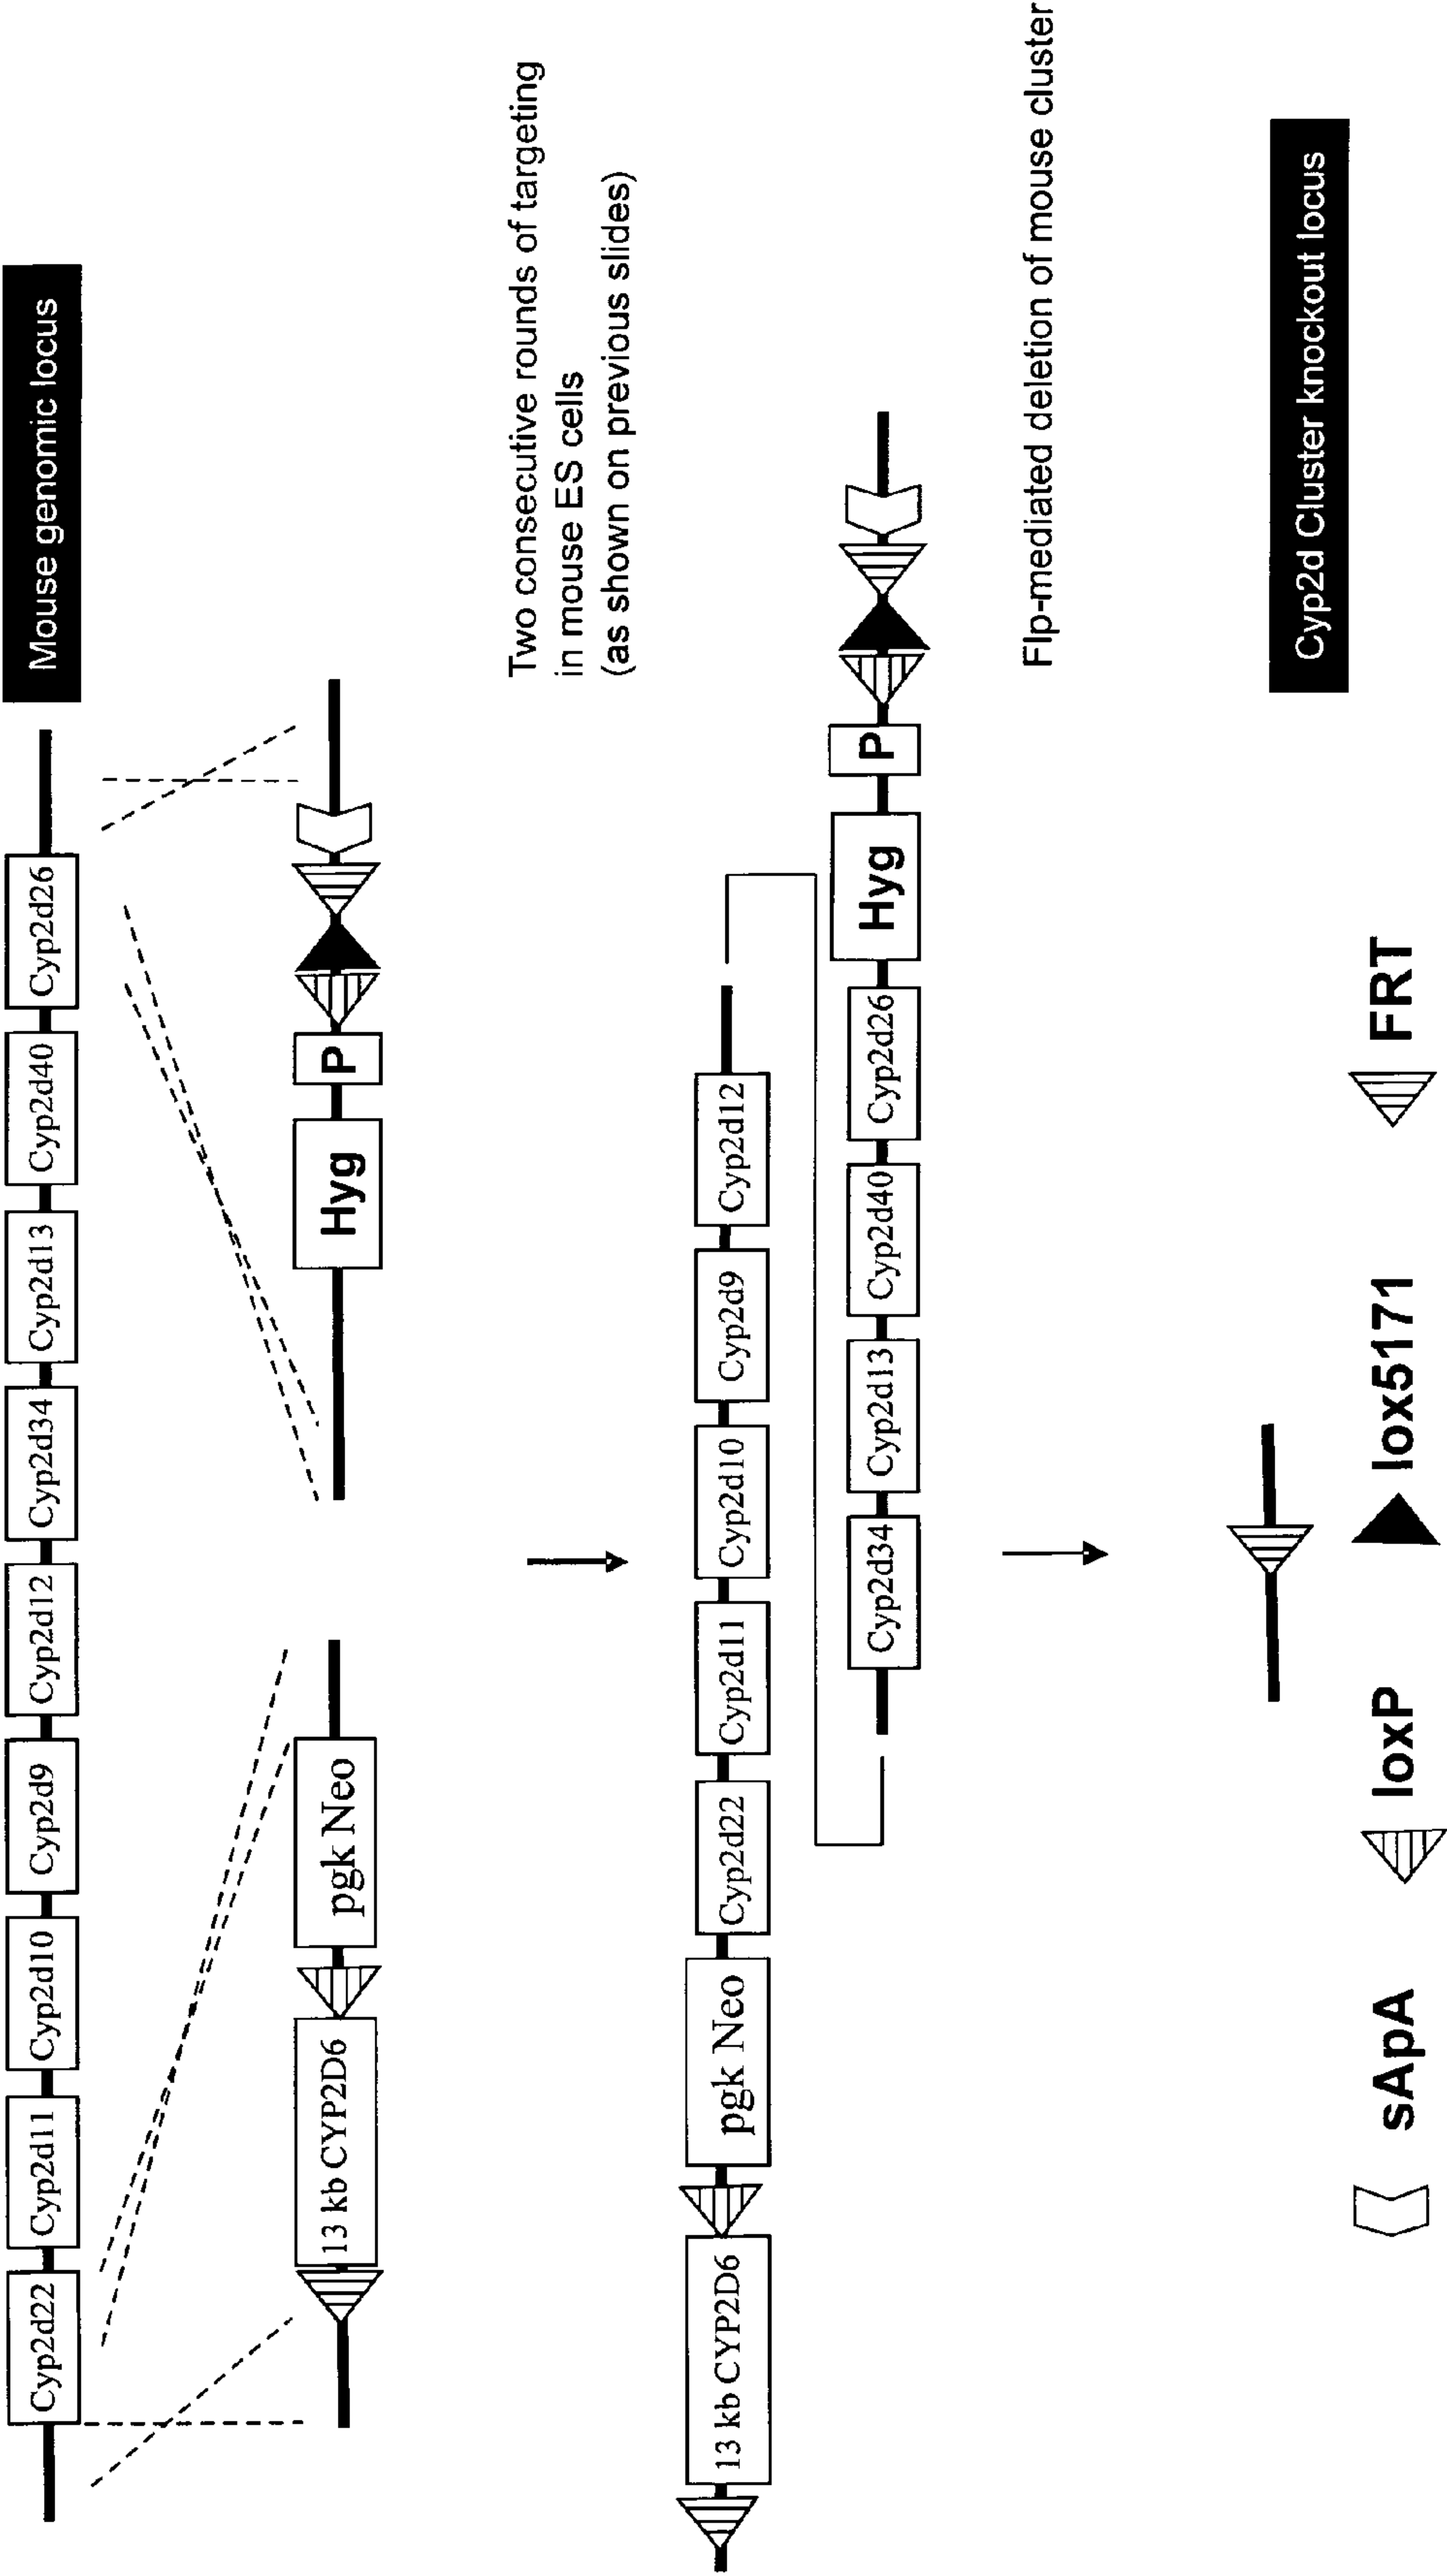 Mouse genomic locus
Cyp2d22 Cyp2d11 Cyp2d10 Cyp2d9 Cyp2d12 Cyp2d34 Cyp2d13 Cyp2d40 Cyp2d26
13 kb CYP2D6 pgk Neo Hyg P
Two consecutive rounds of targeting
in mouse ES cells
(as shown on previous slides)
13 kb CYP2D6 pgk Neo Cyp2d22 Cyp2d11 Cyp2d10 Cyp2d9 Cyp2d12
Cyp2d34 Cyp2d13 Cyp2d40 Cyp2d26 Hyg P
Flp-mediated deletion of mouse cluster
Cyp2d Cluster knockout locus
sApA loxP lox5171 FRT